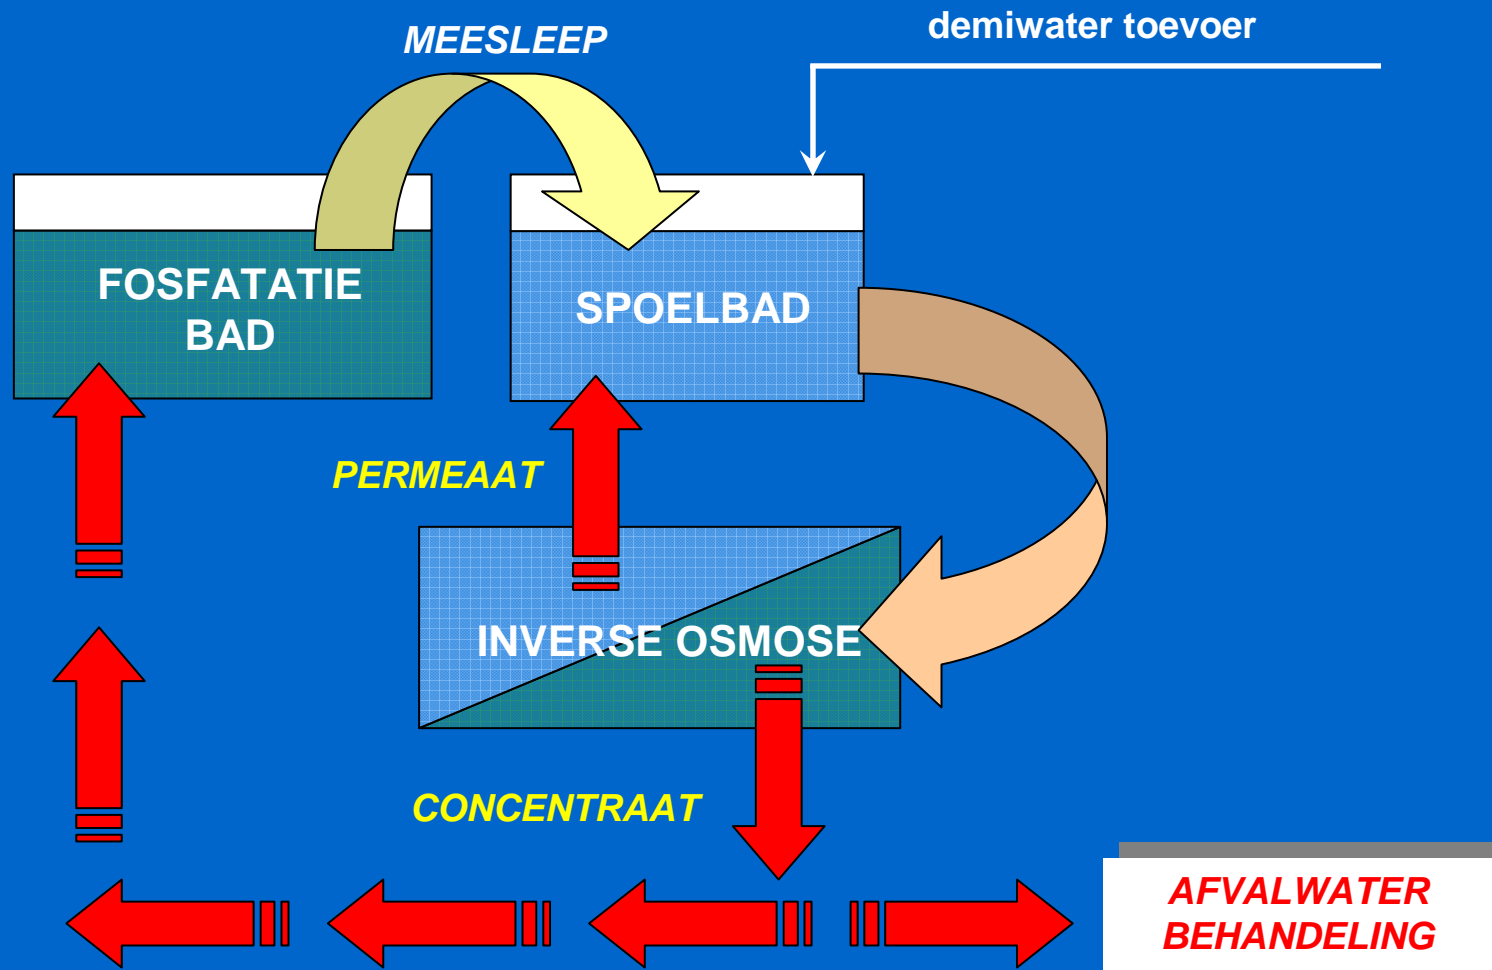 MEESLEEP
demiwater toevoer
FOSFATATIE
BAD
SPOELBAD
PERMEAAT
INVERSE OSMOSE
CONCENTRAAT
AFVALWATER
BEHANDELING